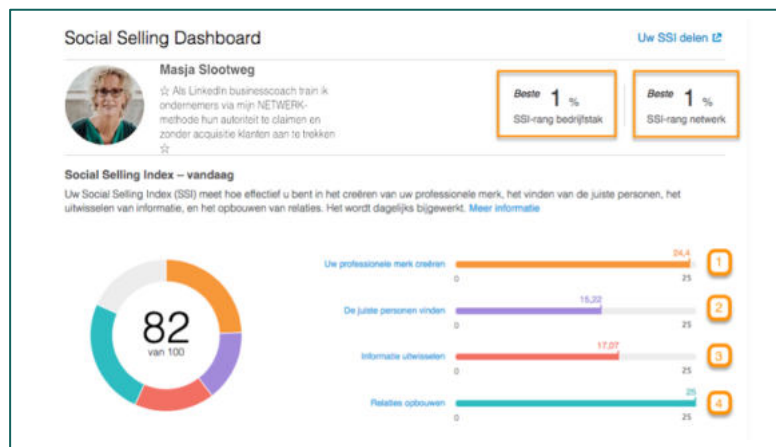 Social Selling Dashboard
Uw SSI delen
Masja Slootweg
☆ Als LinkedIn businesscoach train ik
ondernemers via mijn NETWERK-
methode hun autoriteit te claimen en
zonder acquisitie klanten aan te trekken
☆
Beste 1 %
SSI-rang bedrijfstak
Beste 1 %
SSI-rang netwerk
Social Selling Index – vandaag
Uw Social Selling Index (SSI) meet hoe effectief u bent in het creëren van uw professionele merk, het vinden van de juiste personen, het
uitwisselen van informatie, en het opbouwen van relaties. Het wordt dagelijks bijgewerkt. Meer informatie
82
van 100
Uw professionele merk creëren
24,4
0
25
1
De juiste personen vinden
15,22
0
25
2
Informatie uitwisselen
17,07
0
25
3
Relaties opbouwen
25
0
25
4